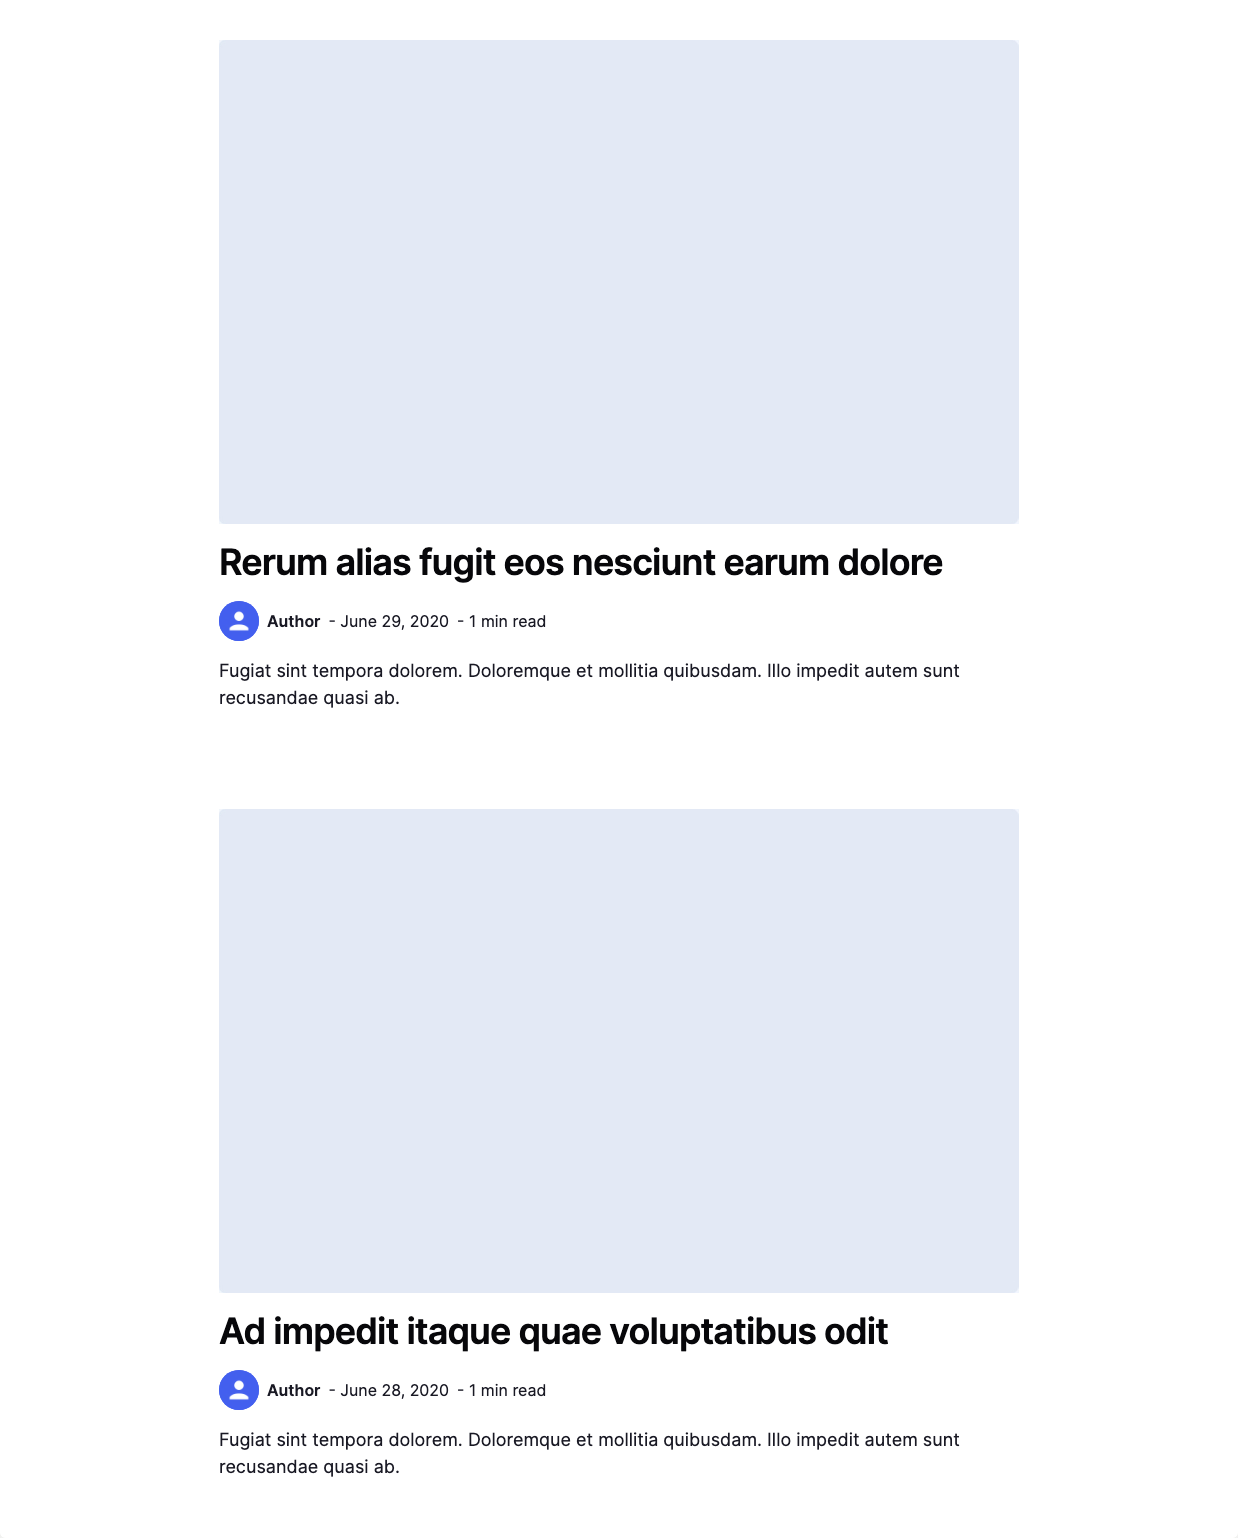 Rerum alias fugit eos nesciunt earum dolore
Author - June 29, 2020 - 1 min read
Fugiat sint tempora dolorem. Doloremque et mollitia quibusdam. Illo impedit autem sunt
recusandae quasi ab.
Ad impedit itaque quae voluptatibus odit
Author - June 28, 2020 - 1 min read
Fugiat sint tempora dolorem. Doloremque et mollitia quibusdam. Illo impedit autem sunt
recusandae quasi ab.